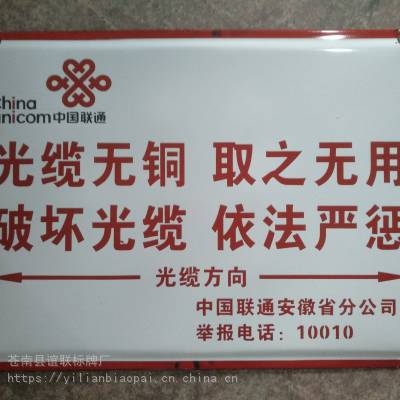 China
unicom中国联通
光缆无铜 取之无用
破坏光缆 依法严惩
光缆方向
中国联通安徽省分公司
举报电话：10010
苍南县谊联标牌厂
https://yilianbiaopai.cn.china.cn